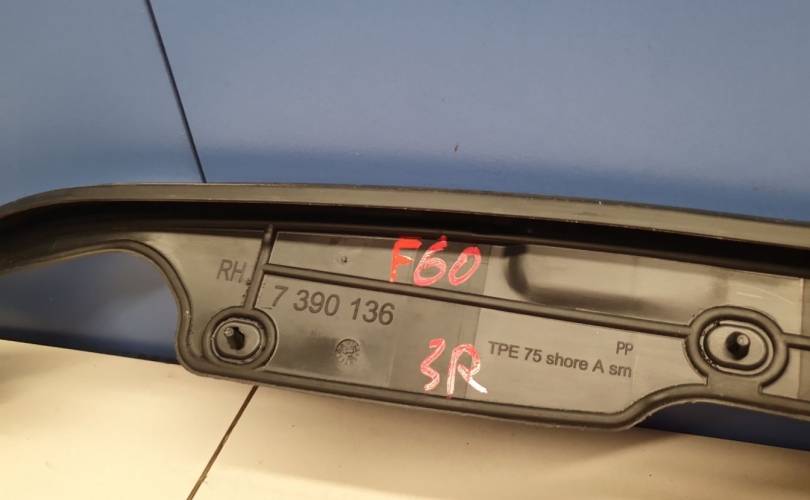 F60
RH
7 390 136
PP
TPE 75 shore A sm
3R